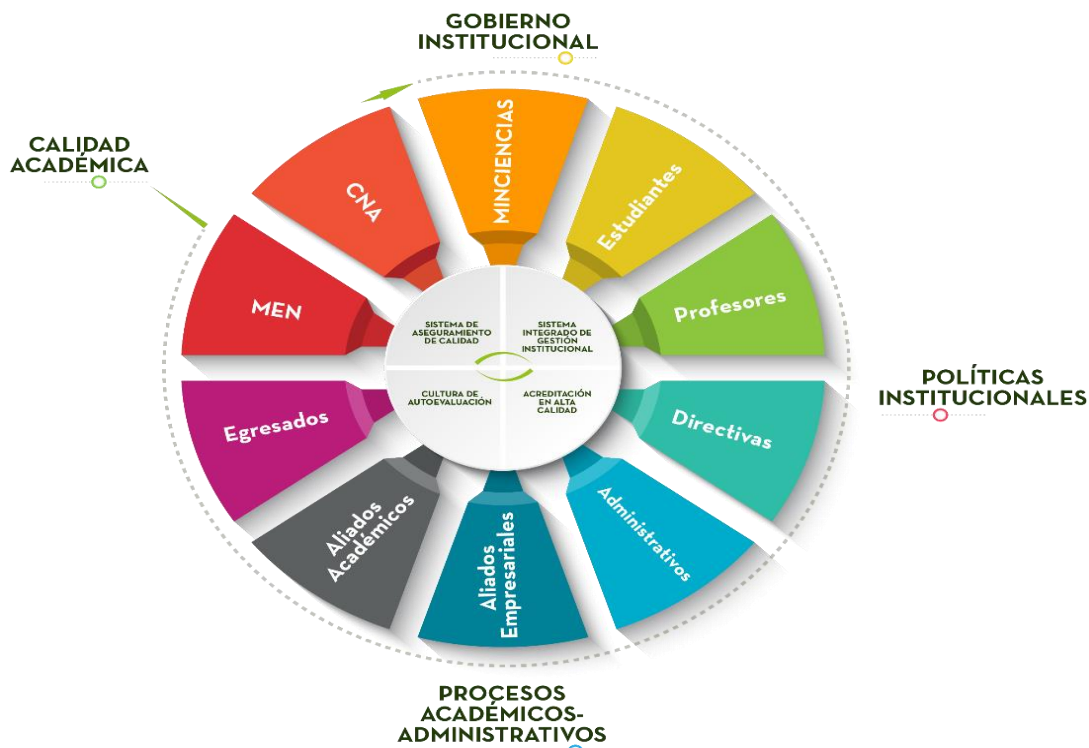 GOBIERNO
INSTITUCIONAL
CALIDAD
ACADÉMICA
MINCIENCIAS
Estudiantes
Profesores
Directivas
Administrativos
Aliados
Empresariales
Aliados
Académicos
Egresados
MEN
CNA
SISTEMA DE
ASEGURAMIENTO
DE CALIDAD
SISTEMA
INTEGRADO DE
GESTIÓN
INSTITUCIONAL
CULTURA DE
AUTOEVALUACIÓN
ACREDITACIÓN
EN ALTA
CALIDAD
POLÍTICAS
INSTITUCIONALES
PROCESOS
ACADÉMICOS-
ADMINISTRATIVOS